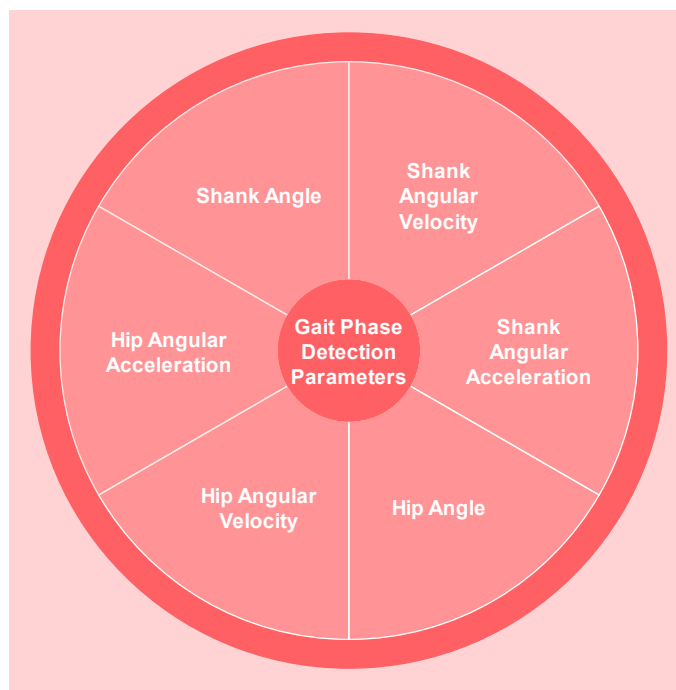 Shank Angle
Shank
Angular
Velocity
Hip Angular
Acceleration
Gait Phase
Detection
Parameters
Shank
Angular
Acceleration
Hip Angular
Velocity
Hip Angle